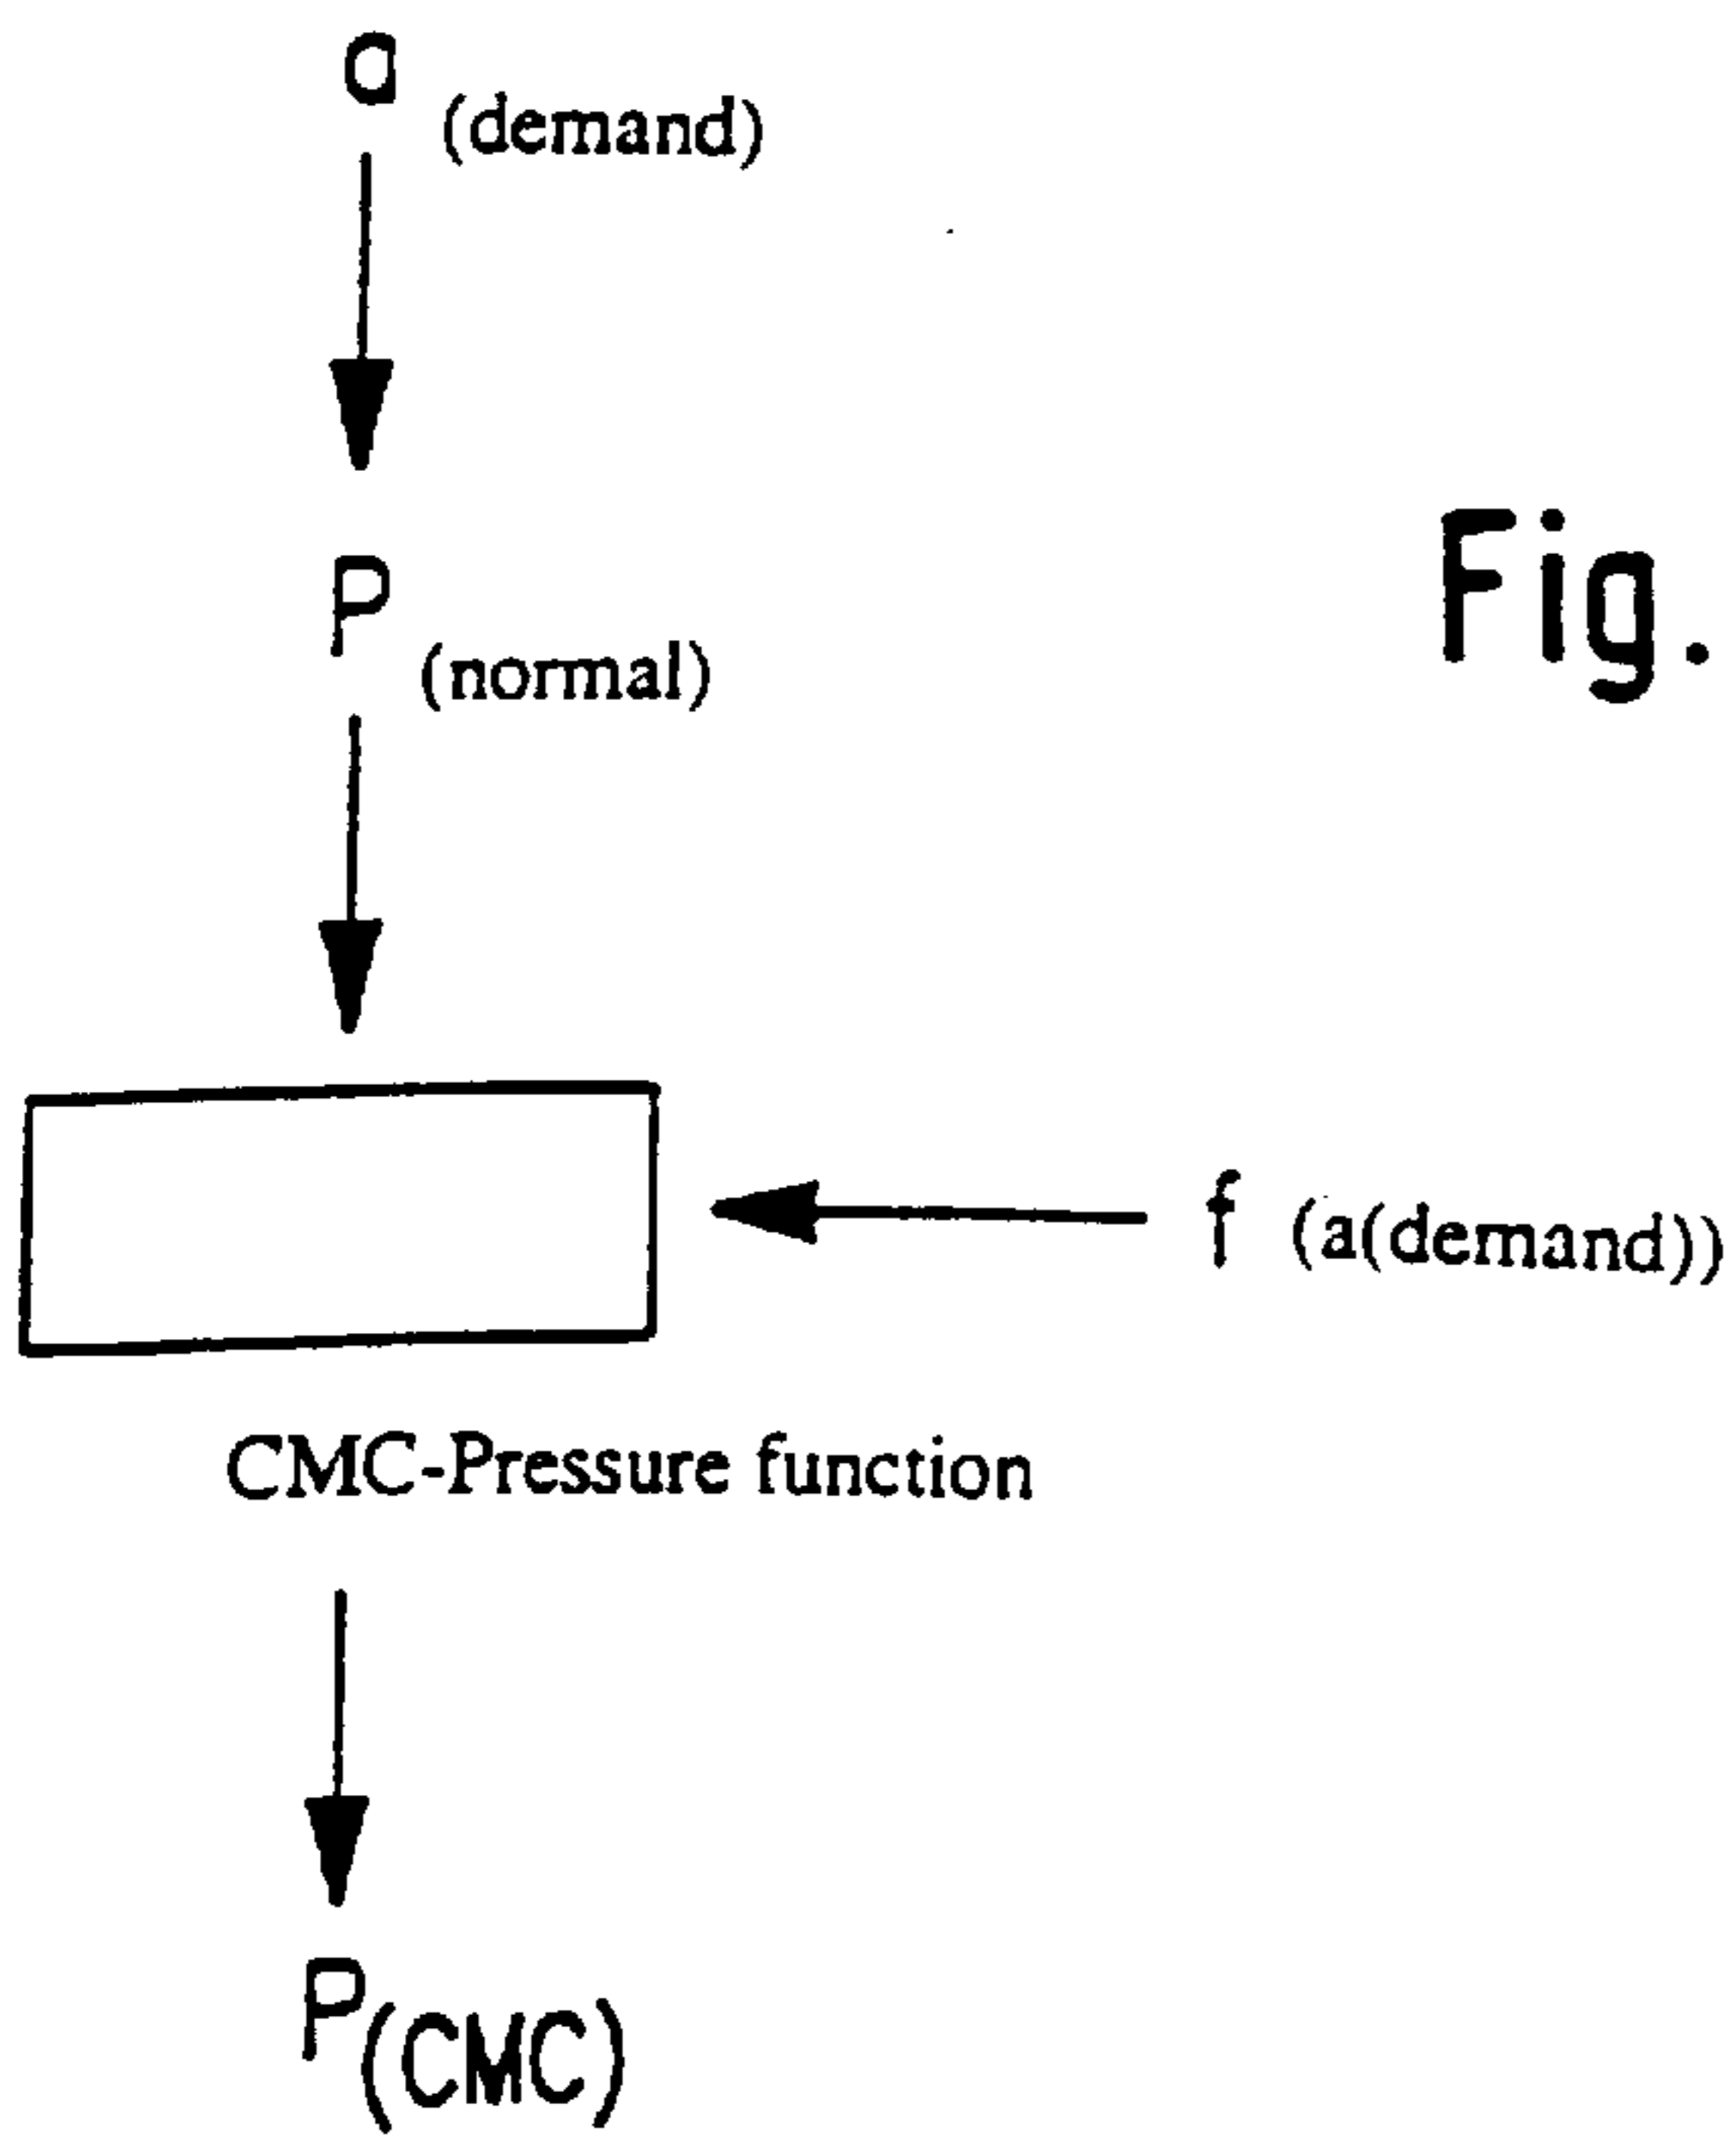 a (demand)
P (normal)
Fig.
f (a(demand))
CMC-Pressure function
P(CMC)